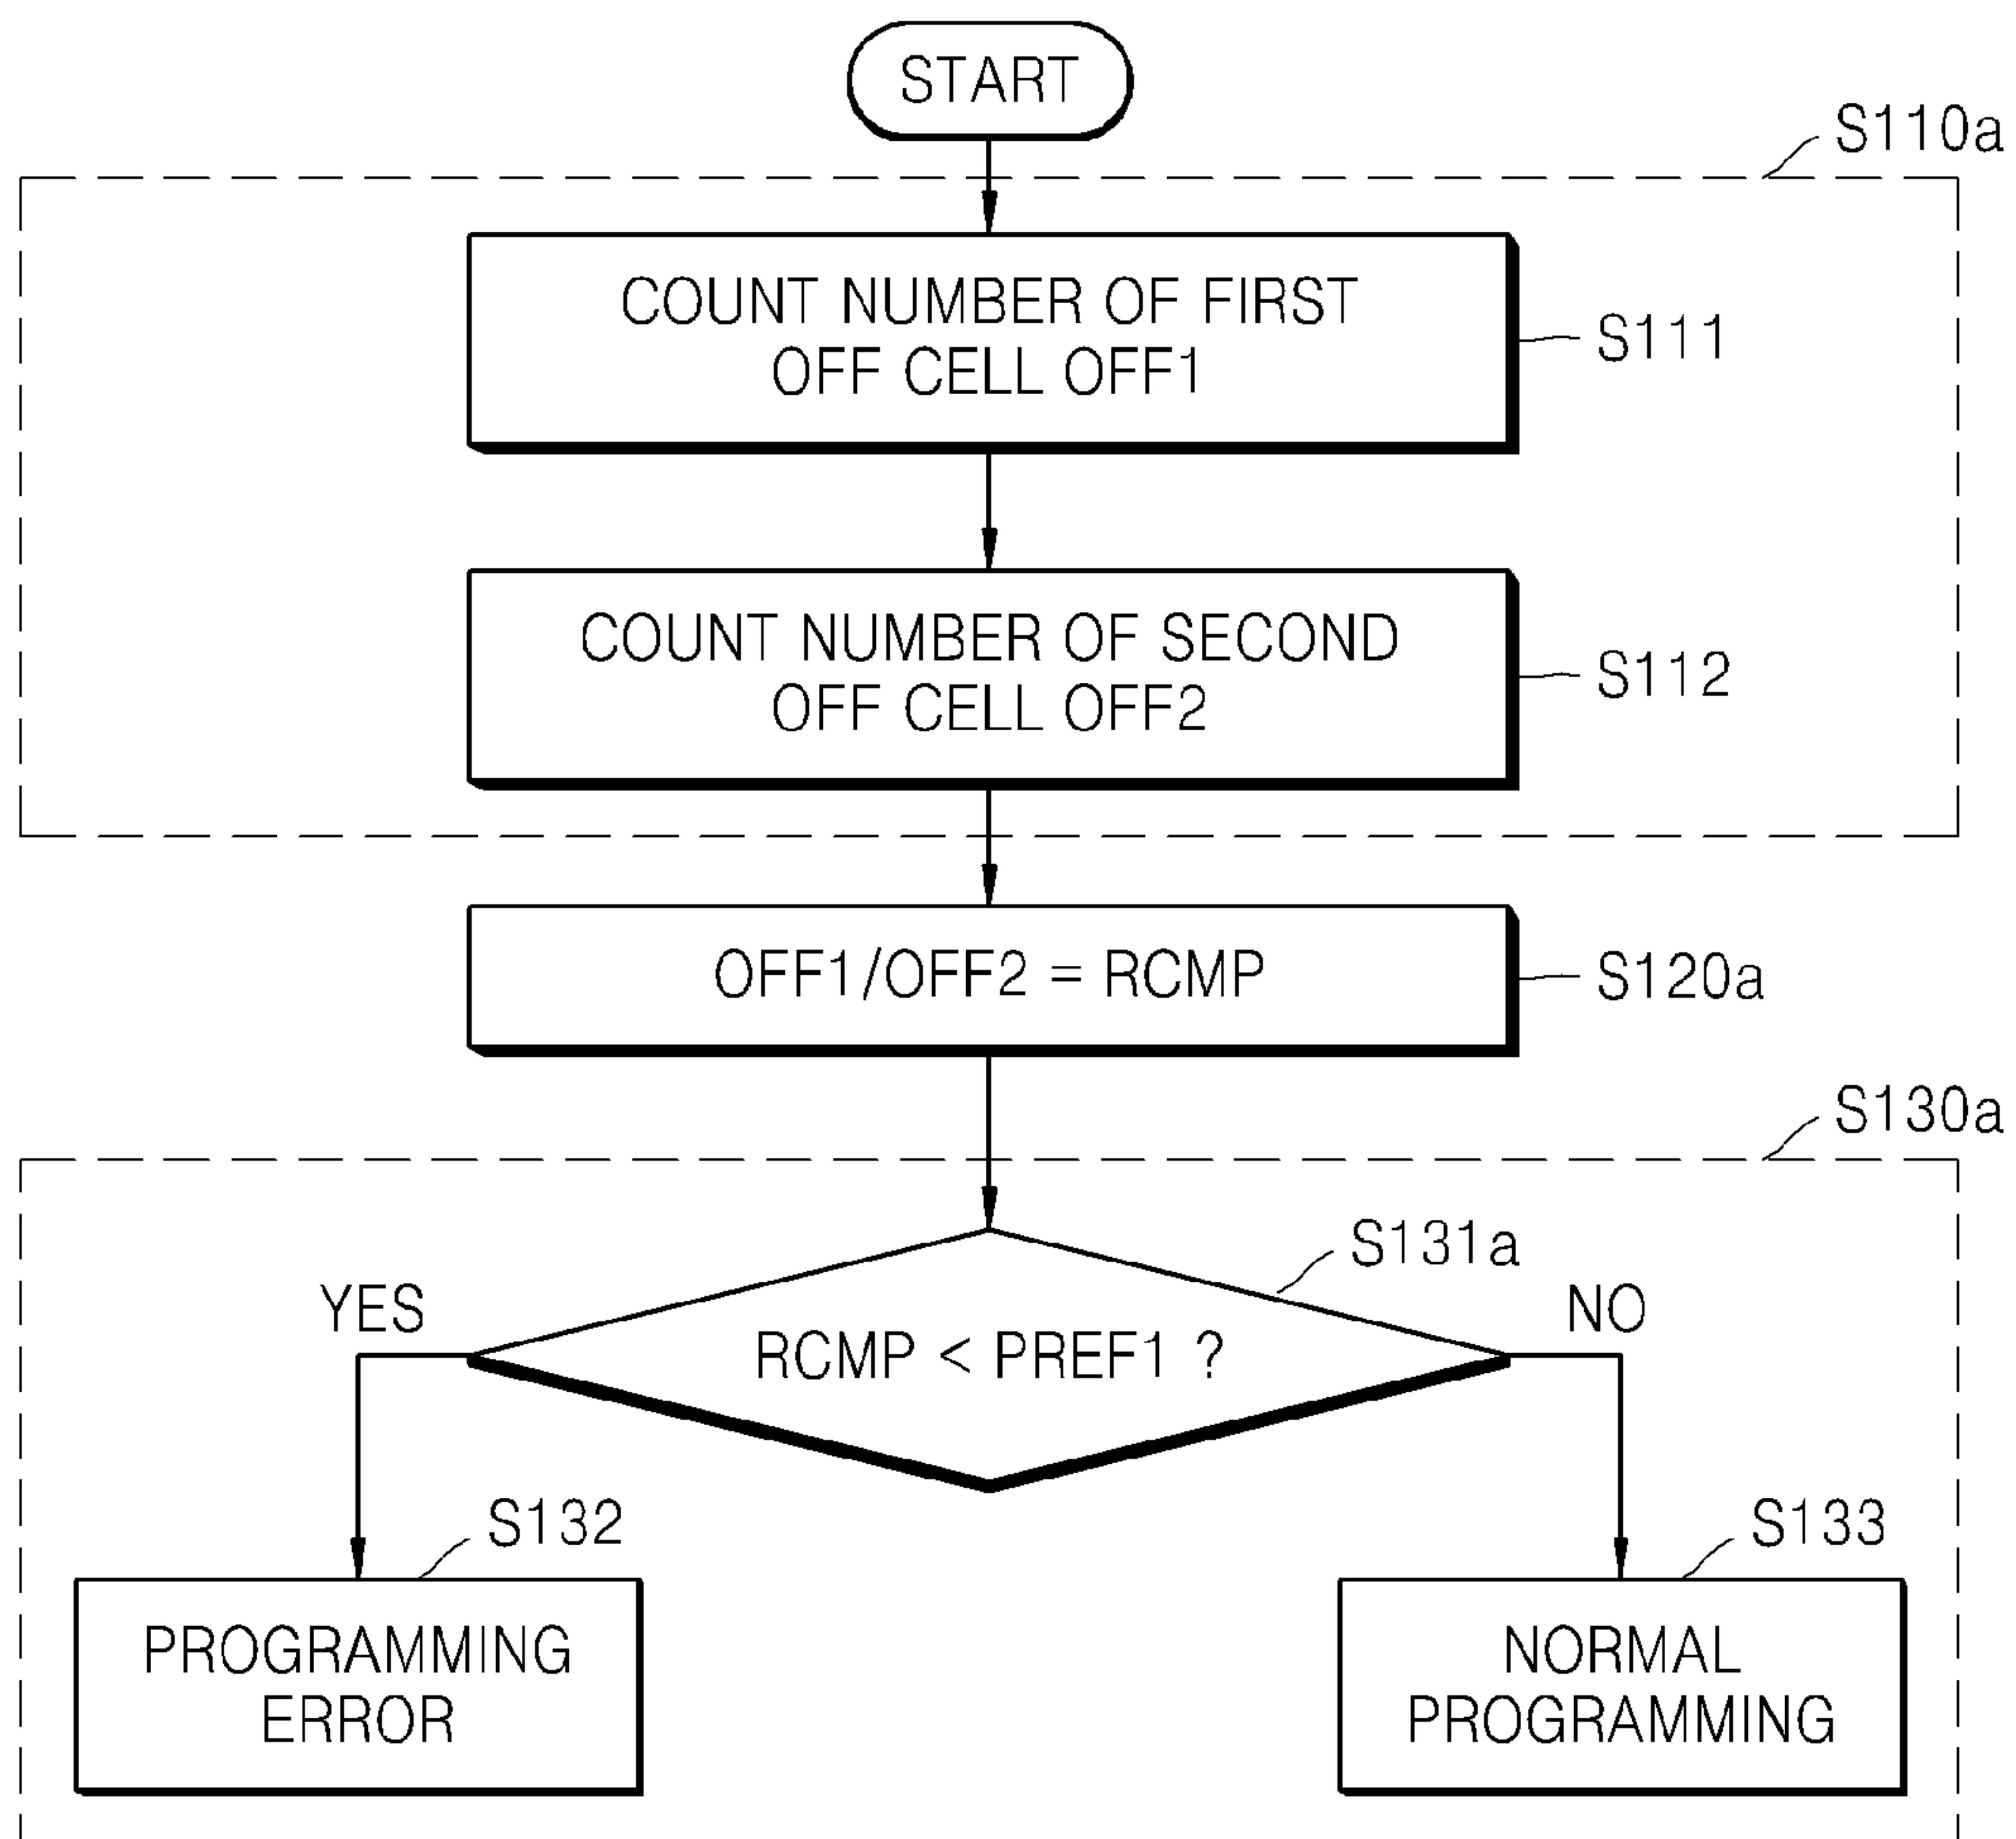 START
S110a
COUNT NUMBER OF FIRST
OFF CELL OFF1
S111
COUNT NUMBER OF SECOND
OFF CELL OFF2
S112
OFF1/OFF2 = RCMP
S120a
S130a
S131a
YES
NO
RCMP < PREF1 ?
S132
S133
PROGRAMMING
ERROR
NORMAL
PROGRAMMING